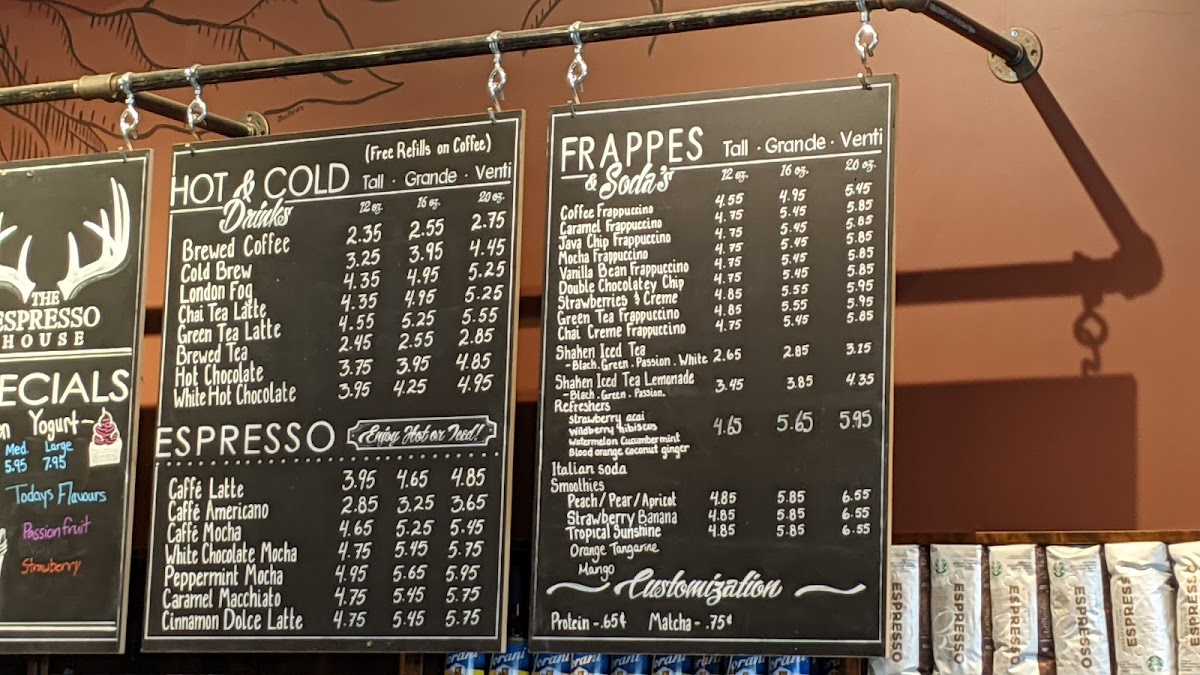 THE
ESPRESSO
HOUSE
ECIALS
Yogurt
Med. Large
5.95 7.95
Todays Flavours
Passionfruit
Strawberry
(Free Refills on Coffee)
HOT & COLD Tall · Grande · Venti
Drinks 12 oz. 16 oz. 20 oz.
Brewed Coffee 2.35 2.55 2.75
Cold Brew 3.25 3.95 4.45
London Fog 4.35 4.95 5.25
Chai Tea Latte 4.35 4.95 5.25
Green Tea Latte 4.55 5.25 5.55
Brewed Tea 2.45 2.55 2.85
Hot Chocolate 3.75 3.95 4.85
White Hot Chocolate 3.95 4.25 4.95
ESPRESSO Enjoy Hot or Iced!
Caffé Latte 3.95 4.65 4.85
Caffé Americano 2.85 3.25 3.65
Caffé Mocha 4.65 5.25 5.45
White Chocolate Mocha 4.75 5.45 5.75
Peppermint Mocha 4.95 5.65 5.95
Caramel Macchiato 4.75 5.45 5.75
Cinnamon Dolce Latte 4.75 5.45 5.75
FRAPPES Tall · Grande · Venti
& Soda's 12 oz. 16 oz. 20 oz.
Coffee Frappuccino 4.55 4.95 5.45
Caramel Frappuccino 4.75 5.45 5.85
Java Chip Frappuccino 4.75 5.45 5.85
Mocha Frappuccino 4.75 5.45 5.85
Vanilla Bean Frappuccino 4.75 5.45 5.85
Double Chocolatey Chip 4.75 5.45 5.85
Strawberries & Creme 4.85 5.55 5.95
Green Tea Frappuccino 4.85 5.55 5.95
Chai Creme Frappuccino 4.75 5.45 5.85
Shaken Iced Tea 2.65 2.85 3.15
- Black . Green . Passion . White
Shaken Iced Tea Lemonade 3.45 3.85 4.35
- Black . Green . Passion.
Refreshers 4.65 5.65 5.95
strawberry acai
wildberry hibiscus
watermelon cucumbermint
Blood orange coconut ginger
Italian soda
Smoothies
Peach / Pear / Apricot 4.85 5.85 6.55
Strawberry Banana 4.85 5.85 6.55
Tropical Sunshine 4.85 5.85 6.55
Orange Tangarine
Mango
Customization
Protein - .65¢ Matcha - .75¢
ESPRESSO
ESPRESSO
ESPRESSO
ESPRESSO
ESPRESS